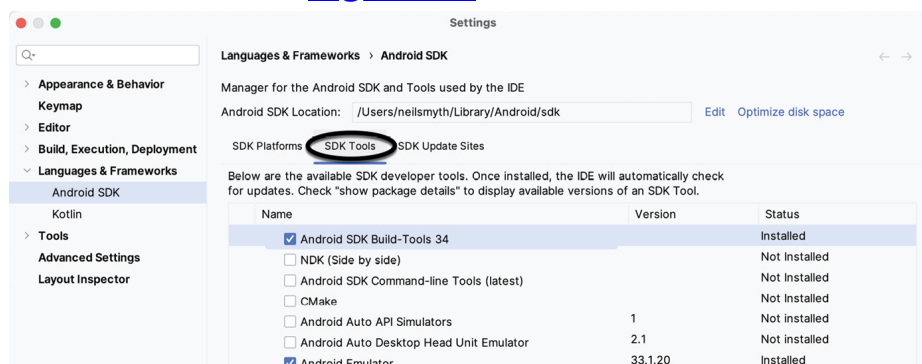 Settings
Languages & Frameworks › Android SDK
Appearance & Behavior
Keymap
Editor
Build, Execution, Deployment
Languages & Frameworks
Android SDK
Kotlin
Tools
Advanced Settings
Layout Inspector
Manager for the Android SDK and Tools used by the IDE
Android SDK Location: /Users/neilsmyth/Library/Android/sdk Edit Optimize disk space
SDK Platforms SDK Tools SDK Update Sites
Below are the available SDK developer tools. Once installed, the IDE will automatically check
for updates. Check "show package details" to display available versions of an SDK Tool.
Name Version Status
Android SDK Build-Tools 34 Installed
NDK (Side by side) Not Installed
Android SDK Command-line Tools (latest) Not Installed
CMake Not Installed
Android Auto API Simulators 1 Not installed
Android Auto Desktop Head Unit Emulator 2.1 Not installed
Android Emulator 33.1.20 Installed